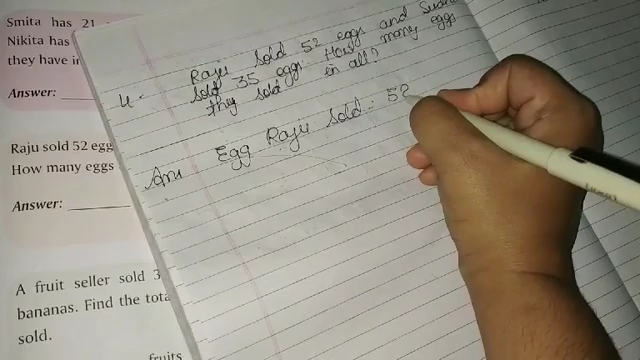 Smita has 21
Nikita has
they have in
Answer:
Raju sold 52 egg
How many eggs
Answer:
A fruit seller sold 3
bananas. Find the tota
sold.
fruits
4. Raju sold 52 eggs and
sold 35 eggs. How many eggs
they sold in all?
Ans Egg Raju Sold : 52